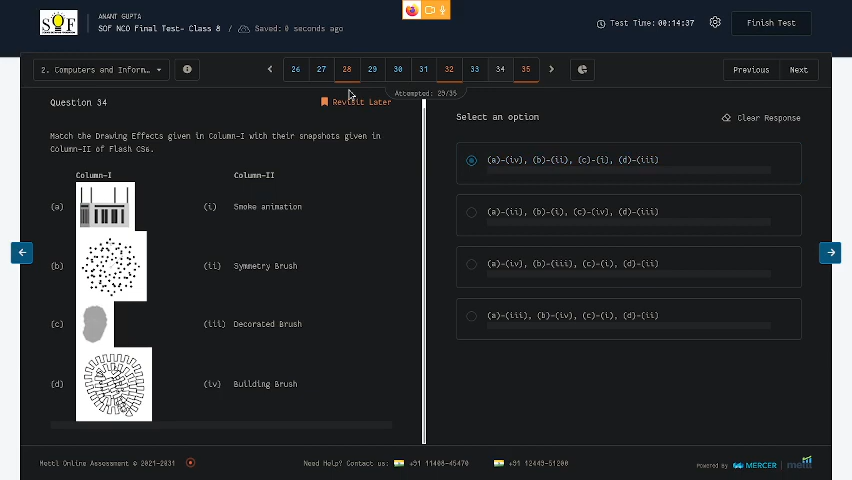 SOF
ANANT GUPTA
SOF NCO Final Test- Class 8
Saved: 0 seconds ago
Test Time: 00:14:37
Finish Test
2. Computers and Inform...
26 27 28 29 30 31 32 33 34 35
Previous Next
Attempted: 29/35
Question 34
Revisit Later
Match the Drawing Effects given in Column-I with their snapshots given in
Column-II of Flash CS6.
Column-I Column-II
(a) (i) Smoke animation
(b) (ii) Symmetry Brush
(c) (iii) Decorated Brush
(d) (iv) Building Brush
Select an option
Clear Response
(a)-(iv), (b)-(ii), (c)-(i), (d)-(iii)
(a)-(ii), (b)-(i), (c)-(iv), (d)-(iii)
(a)-(iv), (b)-(iii), (c)-(i), (d)-(ii)
(a)-(iii), (b)-(iv), (c)-(i), (d)-(ii)
Mettl Online Assessment © 2021-2031
Need Help? Contact us: +91 11408-45470 +91 12449-51200
Powered by MERCER mettl